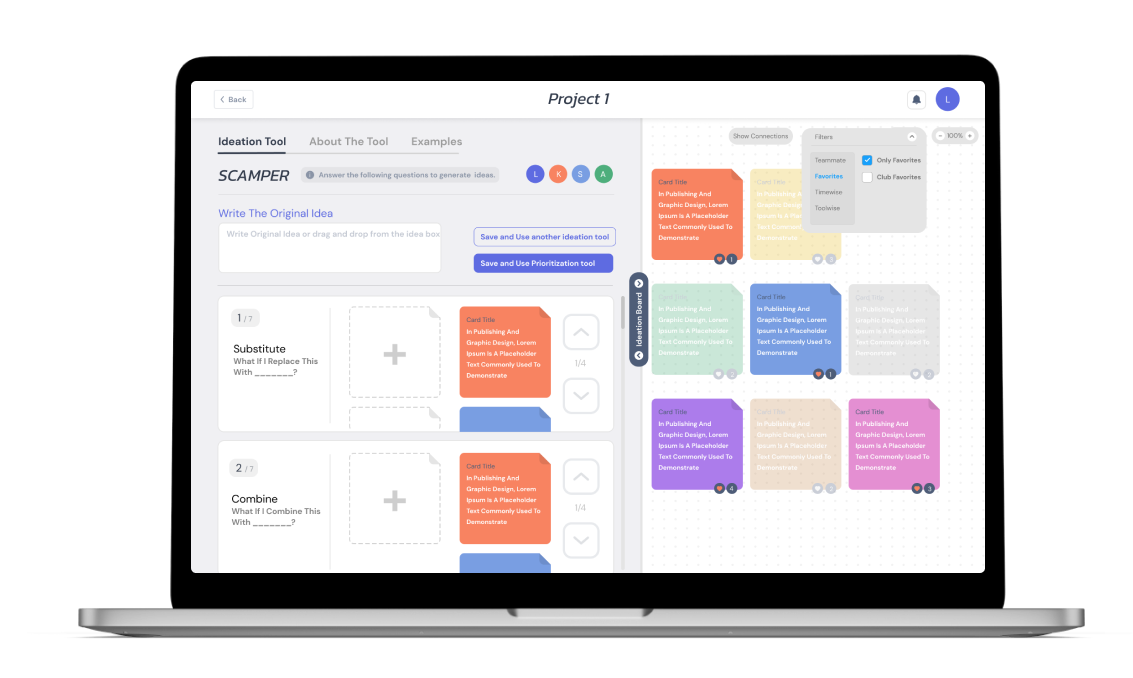 Back
Project 1
L
Ideation Tool
About The Tool
Examples
SCAMPER
Answer the following questions to generate ideas.
L
K
S
A
Write The Original Idea
Write Original Idea or drag and drop from the idea box
Save and Use another ideation tool
Save and Use Prioritization tool
1 / 7
Substitute
What If I Replace This
With _______?
Card Title
In Publishing And
Graphic Design, Lorem
Ipsum Is A Placeholder
Text Commonly Used To
Demonstrate
1/4
2 / 7
Combine
What If I Combine This
With _______?
Card Title
In Publishing And
Graphic Design, Lorem
Ipsum Is A Placeholder
Text Commonly Used To
Demonstrate
1/4
Ideation Board
Show Connections
Filters
Teammate
Favorites
Timewise
Toolwise
Only Favorites
Club Favorites
- 100% +
Card Title
In Publishing And
Graphic Design, Lorem
Ipsum Is A Placeholder
Text Commonly Used To
Demonstrate
1
Card Title
In Publishing And
Graphic Design, Lorem
Ipsum Is A
Text Commonly
Demonstrate
3
Card Title
In Publishing And
Graphic Design, Lorem
Ipsum Is A Placeholder
Text Commonly Used To
Demonstrate
Card Title
In Publishing And
Graphic Design, Lorem
Ipsum Is A Placeholder
Text Commonly Used To
Demonstrate
1
Card Title
In Publishing And
Graphic Design, Lorem
Ipsum Is A Placeholder
Text Commonly Used To
Demonstrate
3
Card Title
In Publishing And
Graphic Design, Lorem
Ipsum Is A Placeholder
Text Commonly Used To
Demonstrate
4
Card Title
In Publishing And
Graphic Design, Lorem
Ipsum Is A Placeholder
Text Commonly Used To
Demonstrate
Card Title
In Publishing And
Graphic Design, Lorem
Ipsum Is A Placeholder
Text Commonly Used To
Demonstrate
3